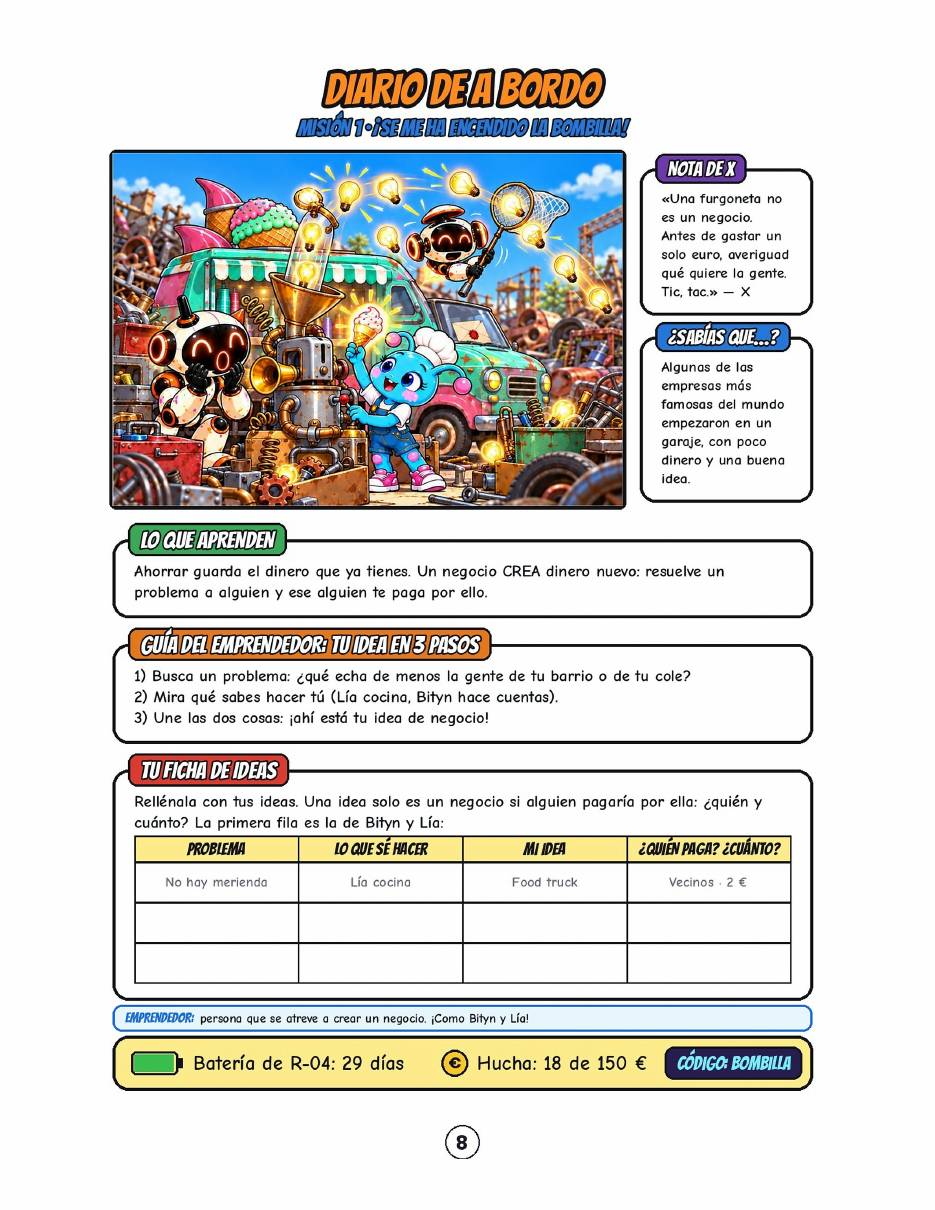 DIARIO DE A BORDO
MISIÓN 1 · ¡SE ME HA ENCENDIDO LA BOMBILLA!
NOTA DE X
«Una furgoneta no
es un negocio.
Antes de gastar un
solo euro, averiguad
qué quiere la gente.
Tic, tac.» — X
¿SABÍAS QUE...?
Algunas de las
empresas más
famosas del mundo
empezaron en un
garaje, con poco
dinero y una buena
idea.
LO QUE APRENDEN
Ahorrar guarda el dinero que ya tienes. Un negocio CREA dinero nuevo: resuelve un
problema a alguien y ese alguien te paga por ello.
GUÍA DEL EMPRENDEDOR: TU IDEA EN 3 PASOS
1) Busca un problema: ¿qué echa de menos la gente de tu barrio o de tu cole?
2) Mira qué sabes hacer tú (Lía cocina, Bityn hace cuentas).
3) Une las dos cosas: ¡ahí está tu idea de negocio!
TU FICHA DE IDEAS
Rellénala con tus ideas. Una idea solo es un negocio si alguien pagaría por ella: ¿quién y
cuánto? La primera fila es la de Bityn y Lía:
PROBLEMA LO QUE SÉ HACER MI IDEA ¿QUIÉN PAGA? ¿CUÁNTO?
No hay merienda Lía cocina Food truck Vecinos · 2 €
EMPRENDEDOR: persona que se atreve a crear un negocio. ¡Como Bityn y Lía!
Batería de R-04: 29 días € Hucha: 18 de 150 € CÓDIGO: BOMBILLA
8